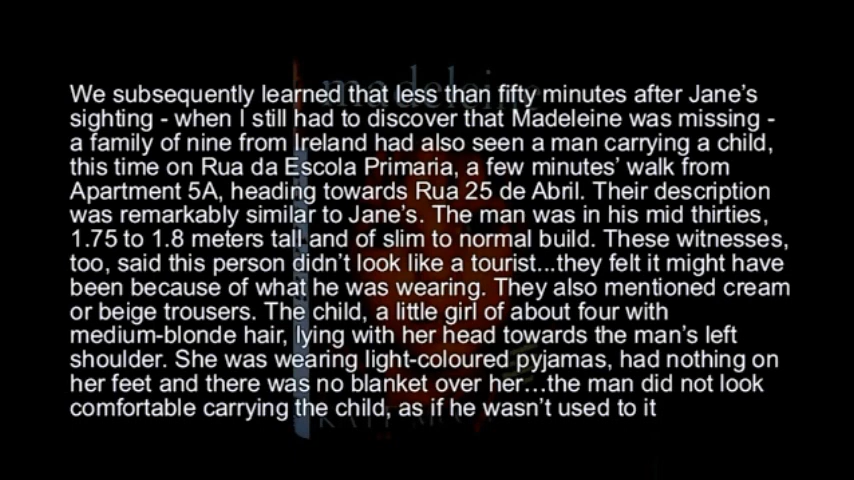 madeleine
We subsequently learned that less than fifty minutes after Jane's
sighting - when I still had to discover that Madeleine was missing -
a family of nine from Ireland had also seen a man carrying a child,
this time on Rua da Escola Primaria, a few minutes' walk from
Apartment 5A, heading towards Rua 25 de Abril. Their description
was remarkably similar to Jane's. The man was in his mid thirties,
1.75 to 1.8 meters tall and of slim to normal build. These witnesses,
too, said this person didn't look like a tourist...they felt it might have
been because of what he was wearing. They also mentioned cream
or beige trousers. The child, a little girl of about four with
medium-blonde hair, lying with her head towards the man's left
shoulder. She was wearing light-coloured pyjamas, had nothing on
her feet and there was no blanket over her...the man did not look
comfortable carrying the child, as if he wasn't used to it